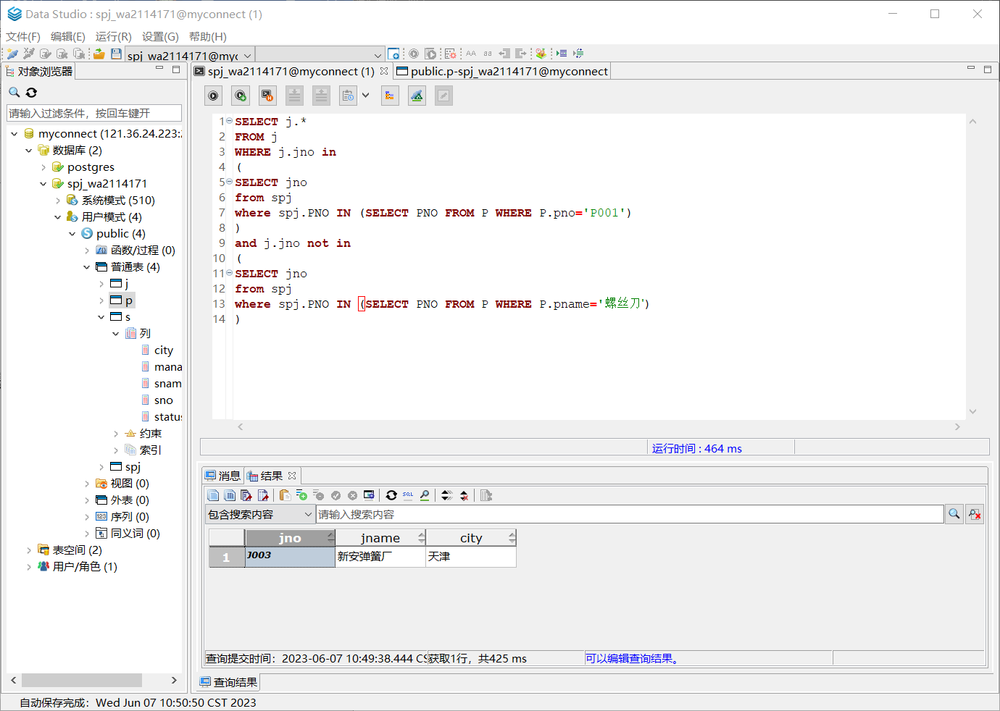 Data Studio : spj_wa2114171@myconnect (1)
文件(F) 编辑(E) 运行(R) 设置(G) 帮助(H)
spj_wa2114171@myc
对象浏览器
spj_wa2114171@myconnect (1)
public.p-spj_wa2114171@myconnect
请输入过滤条件，按回车键开
myconnect (121.36.24.223:2
数据库 (2)
postgres
spj_wa2114171
系统模式 (510)
用户模式 (4)
public (4)
函数/过程 (0)
普通表 (4)
j
p
s
列
city
mana
snam
sno
status
约束
索引
spj
视图 (0)
外表 (0)
序列 (0)
同义词 (0)
表空间 (2)
用户/角色 (1)
1 SELECT j.*
2 FROM j
3 WHERE j.jno in
4 (
5 SELECT jno
6 from spj
7 where spj.PNO IN (SELECT PNO FROM P WHERE P.pno='P001')
8 )
9 and j.jno not in
10 (
11 SELECT jno
12 from spj
13 where spj.PNO IN (SELECT PNO FROM P WHERE P.pname='螺丝刀')
14 )
运行时间 : 464 ms
消息 结果
SQL
包含搜索内容 请输入搜索内容
jno jname city
1 J003 新安弹簧厂 天津
查询提交时间：2023-06-07 10:49:38.444 CS 获取1行，共425 ms 可以编辑查询结果。
查询结果
自动保存完成：Wed Jun 07 10:50:50 CST 2023